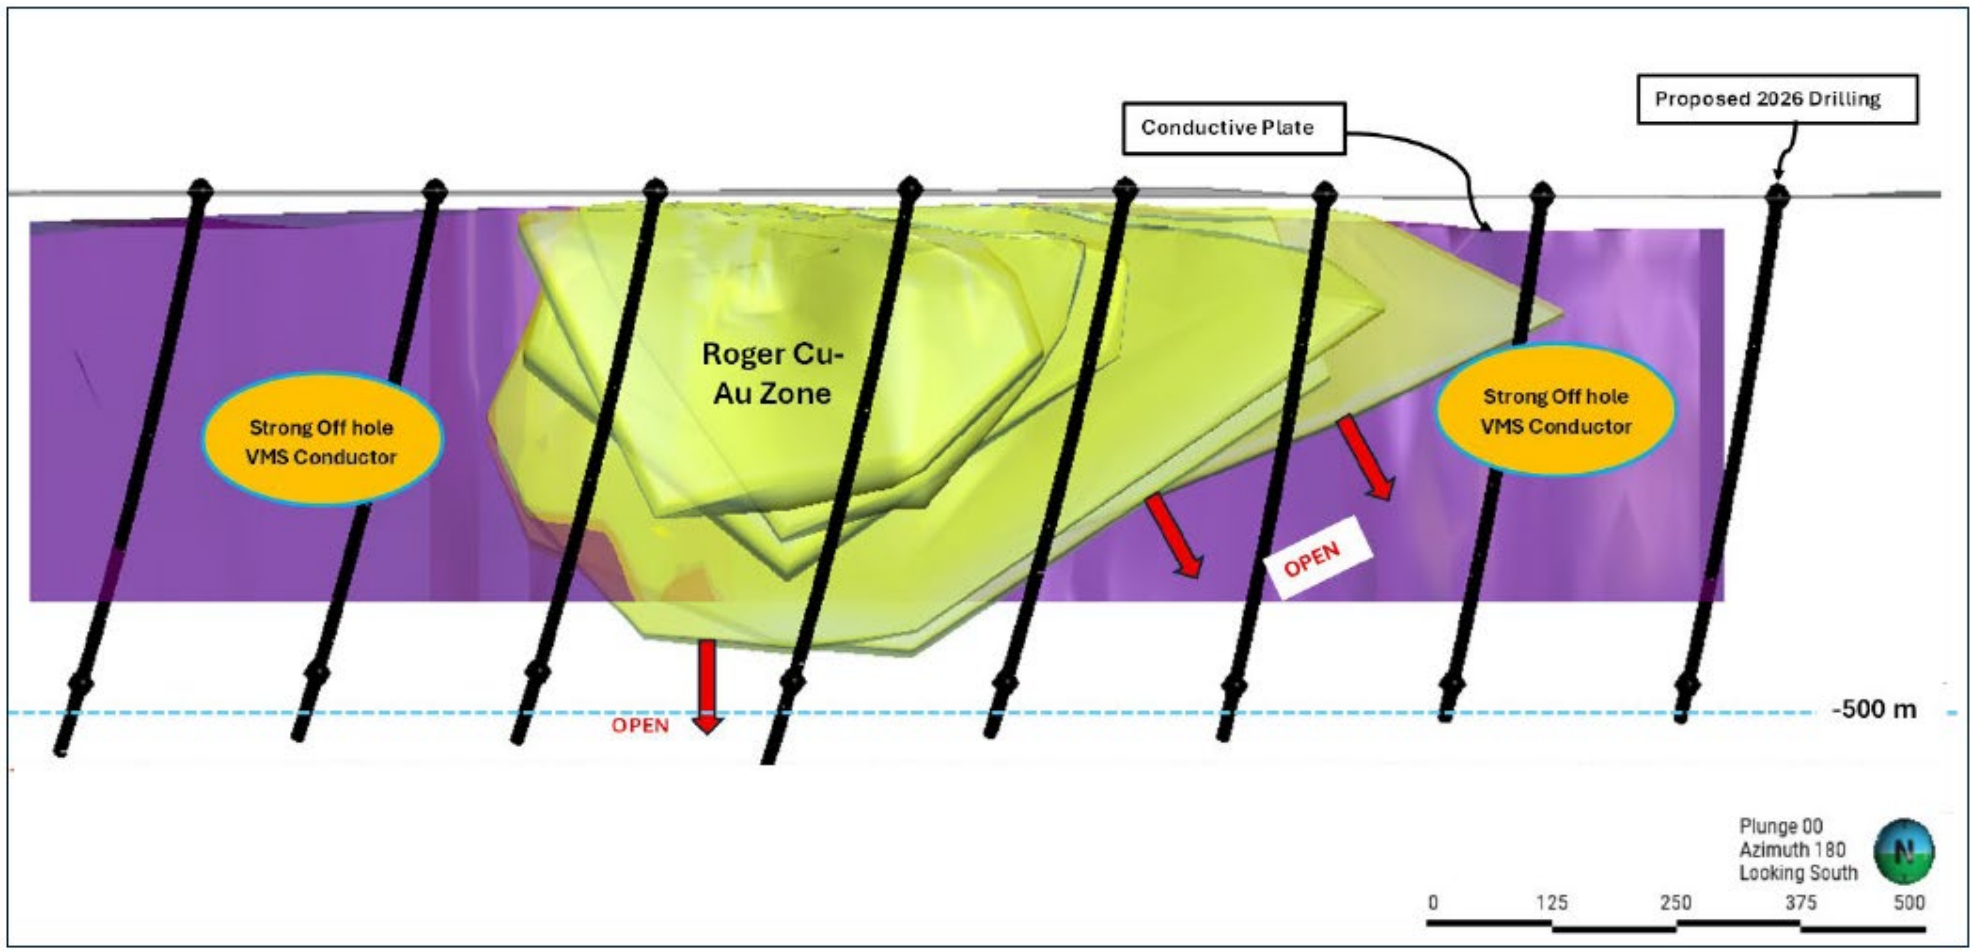 Proposed 2026 Drilling
Conductive Plate
Roger Cu-
Au Zone
Strong Off hole
VMS Conductor
Strong Off hole
VMS Conductor
OPEN
OPEN
-500 m
Plunge 00
Azimuth 180
Looking South
N
0 125 250 375 500